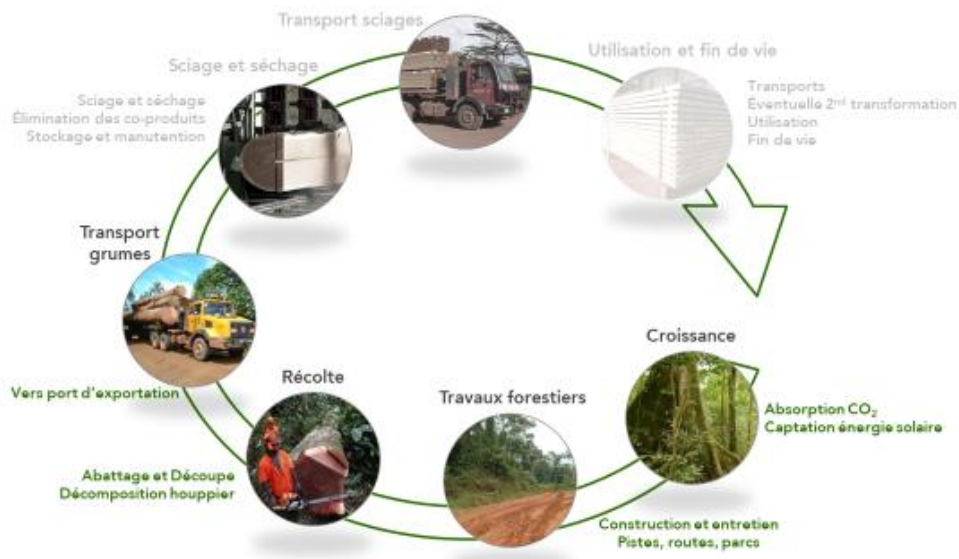 Transport sciages
Utilisation et fin de vie
Sciage et séchage
Transports
Éventuelle 2nd transformation
Utilisation
Fin de vie
Sciage et séchage
Élimination des co-produits
Stockage et manutention
Transport
grumes
Croissance
Récolte
Travaux forestiers
Vers port d'exportation
Absorption CO₂
Captation énergie solaire
Abattage et Découpe
Décomposition houppier
Construction et entretien
Pistes, routes, parcs